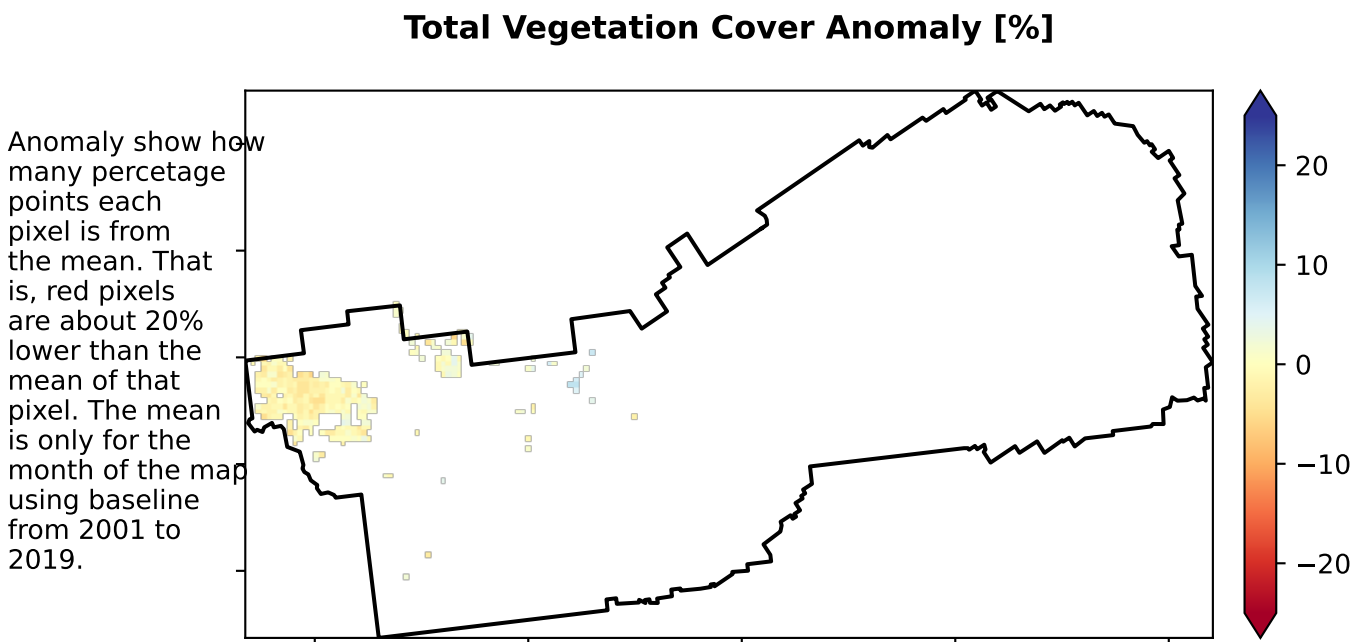 Total Vegetation Cover Anomaly [%]
Anomaly show how
many percetage
points each
pixel is from
the mean. That
is, red pixels
are about 20%
lower than the
mean of that
pixel. The mean
is only for the
month of the map
using baseline
from 2001 to
2019.
20
10
0
−10
−20